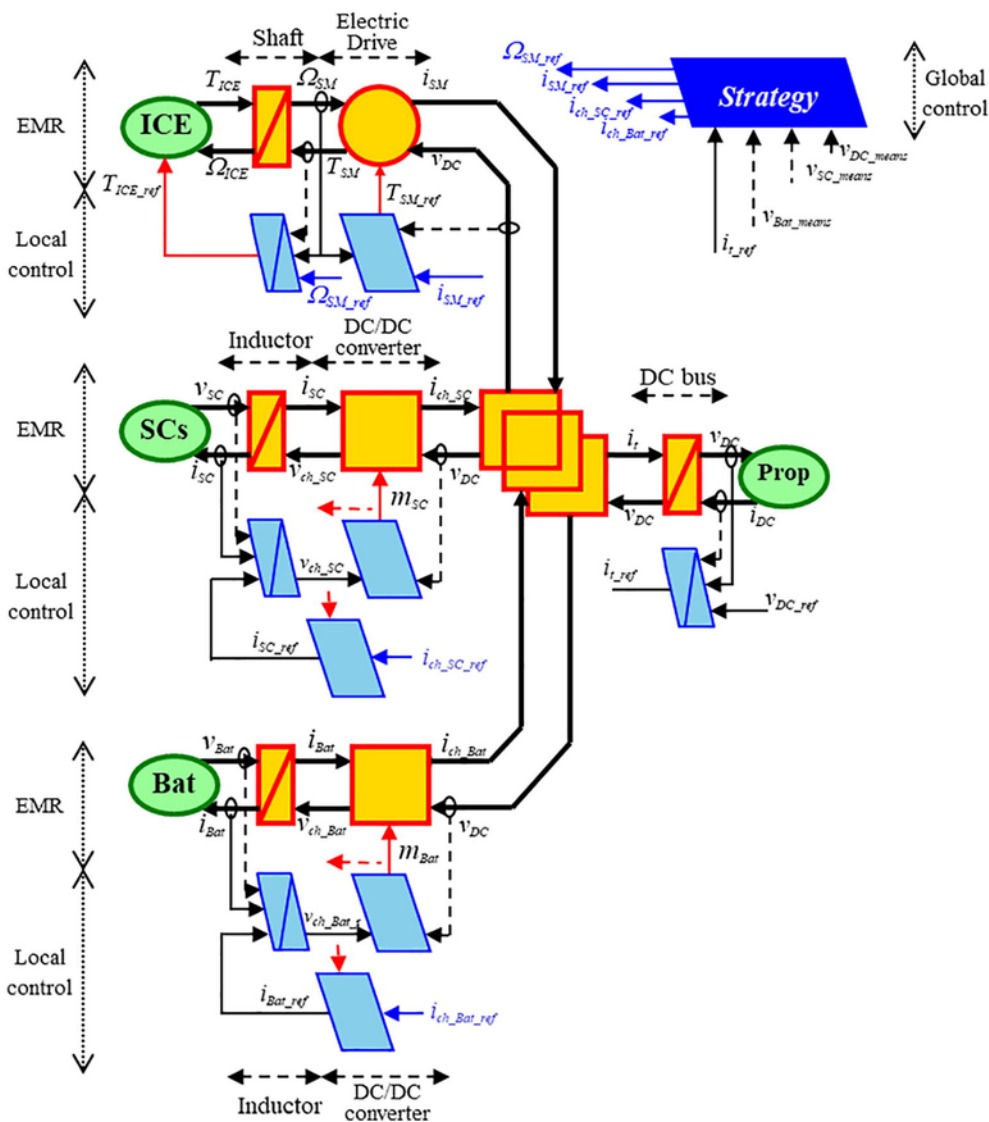 Shaft
Electric
Drive
EMR
Local
control
ICE
T_ICE
Ω_SM
i_SM
Ω_ICE
T_SM
v_DC
T_ICE_ref
T_SM_ref
Ω_SM_ref
i_SM_ref
Ω_SM_ref
i_SM_ref
i_ch_SC_ref
i_ch_Bat_ref
Strategy
Global
control
v_DC_means
v_SC_means
v_Bat_means
i_t_ref
Inductor
DC/DC
converter
EMR
Local
control
SCs
v_SC
i_SC
i_ch_SC
i_SC
v_ch_SC
v_DC
m_SC
v_ch_SC
i_SC_ref
i_ch_SC_ref
DC bus
i_t
v_DC
Prop
v_DC
i_DC
i_t_ref
v_DC_ref
EMR
Local
control
Bat
v_Bat
i_Bat
i_ch_Bat
i_Bat
v_ch_Bat
v_DC
m_Bat
v_ch_Bat_r
i_Bat_ref
i_ch_Bat_ref
Inductor
DC/DC
converter